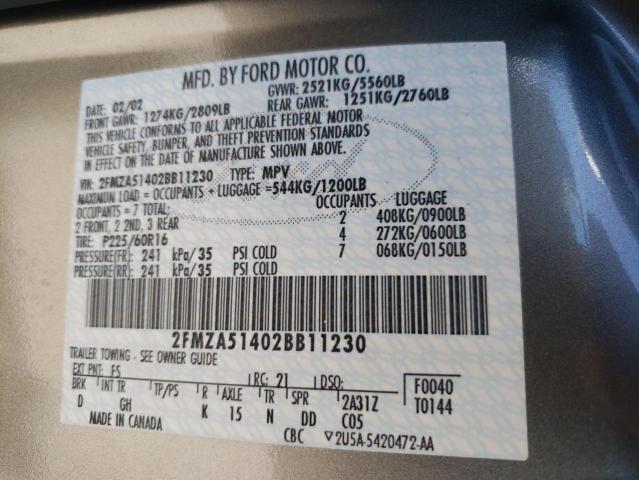 MFD. BY FORD MOTOR CO.
DATE: 02/02 GVWR: 2521KG/5560LB
FRONT GAWR: 1274KG/2809LB REAR GAWR: 1251KG/2760LB
THIS VEHICLE CONFORMS TO ALL APPLICABLE FEDERAL MOTOR
VEHICLE SAFETY, BUMPER, AND THEFT PREVENTION STANDARDS
IN EFFECT ON THE DATE OF MANUFACTURE SHOWN ABOVE.
VIN: 2FMZA51402BB11230 TYPE: MPV
MAXIMUM LOAD = OCCUPANTS + LUGGAGE =544KG/1200LB
OCCUPANTS = 7 TOTAL: OCCUPANTS LUGGAGE
2 FRONT, 2 2ND, 3 REAR 2 408KG/0900LB
TIRE: P225/60R16 4 272KG/0600LB
PRESSURE(FR): 241 kPa/35 PSI COLD 7 068KG/0150LB
PRESSURE(RR): 241 kPa/35 PSI COLD
2FMZA51402BB11230
TRAILER TOWING - SEE OWNER GUIDE
EXT PNT: FS RC: 21 DSO: F0040
BRK INT TR TP/PS R AXLE TR SPR 2A31Z T0144
D GH K 15 N DD C05
MADE IN CANADA CBC ▽2U5A-5420472-AA